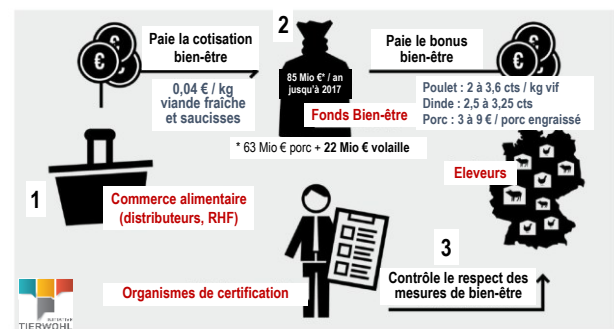 2
Paie la cotisation
bien-être
0,04 € / kg
viande fraîche
et saucisses
85 Mio €* / an
jusqu'à 2017
Fonds Bien-être
* 63 Mio € porc + 22 Mio € volaille
Paie le bonus
bien-être
Poulet : 2 à 3,6 cts / kg vif
Dinde : 2,5 à 3,25 cts
Porc : 3 à 9 € / porc engraissé
Eleveurs
1
Commerce alimentaire
(distributeurs, RHF)
3
Contrôle le respect des
mesures de bien-être
Organismes de certification
TIERWOHL